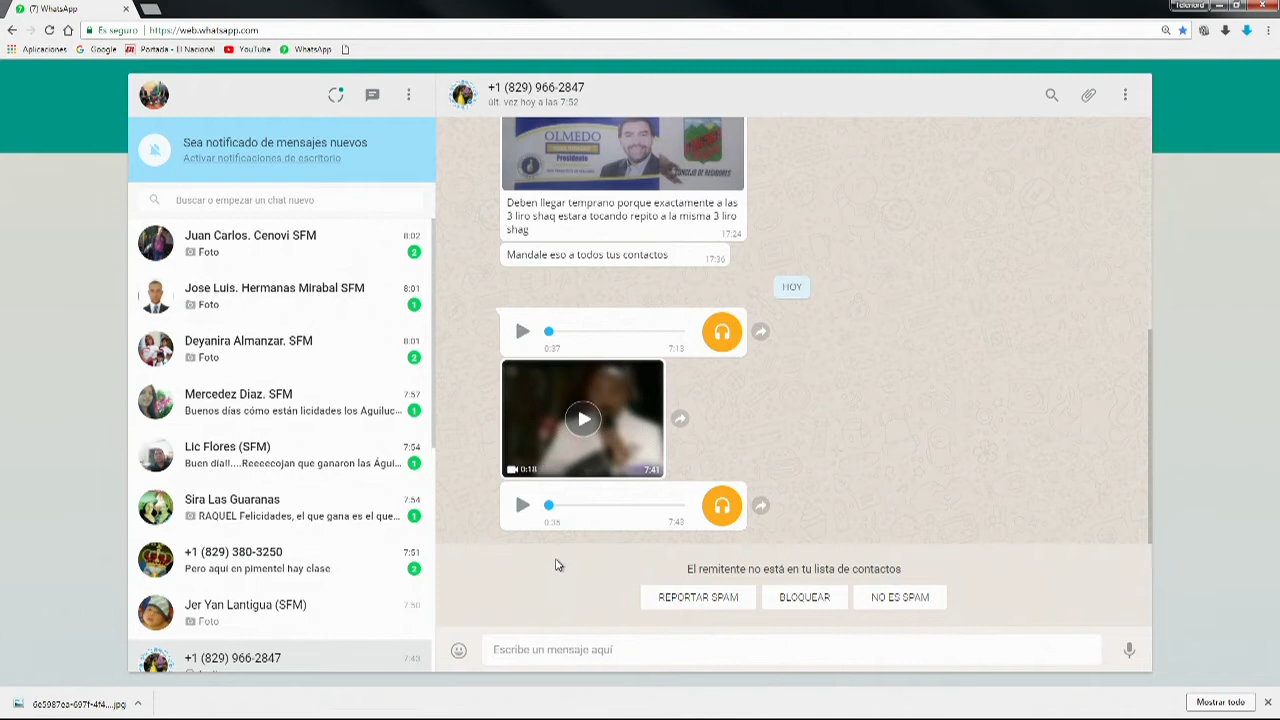 (7) WhatsApp
Telenord
Es seguro | https://web.whatsapp.com
Aplicaciones Google Portada - El Nacional YouTube WhatsApp
+1 (829) 966-2847
últ. vez hoy a las 7:52
Sea notificado de mensajes nuevos
Activar notificaciones de escritorio
Buscar o empezar un chat nuevo
Juan Carlos. Cenovi SFM 8:02
Foto 2
Jose Luis. Hermanas Mirabal SFM 8:01
Foto 1
Deyanira Almanzar. SFM 8:01
Foto 2
Mercedez Diaz. SFM 7:57
Buenos días cómo están licidades los Aguiluc... 1
Lic Flores (SFM) 7:54
Buen día!!....Reeeecojan que ganaron las Águi... 1
Sira Las Guaranas 7:54
RAQUEL Felicidades, el que gana es el que... 1
+1 (829) 380-3250 7:51
Pero aquí en pimentel hay clase 2
Jer Yan Lantigua (SFM) 7:50
Foto
+1 (829) 966-2847 7:43
OLMEDO
Presidente
CONCEJO DE REGIDORES
Deben llegar temprano porque exactamente a las
3 liro shaq estara tocando repito a la misma 3 liro
shag 17:24
Mandale eso a todos tus contactos 17:36
HOY
0:37 7:13
0:18 7:41
0:35 7:43
El remitente no está en tu lista de contactos
REPORTAR SPAM BLOQUEAR NO ES SPAM
Escribe un mensaje aquí
6e5987ea-697f-4f4....jpg
Mostrar todo